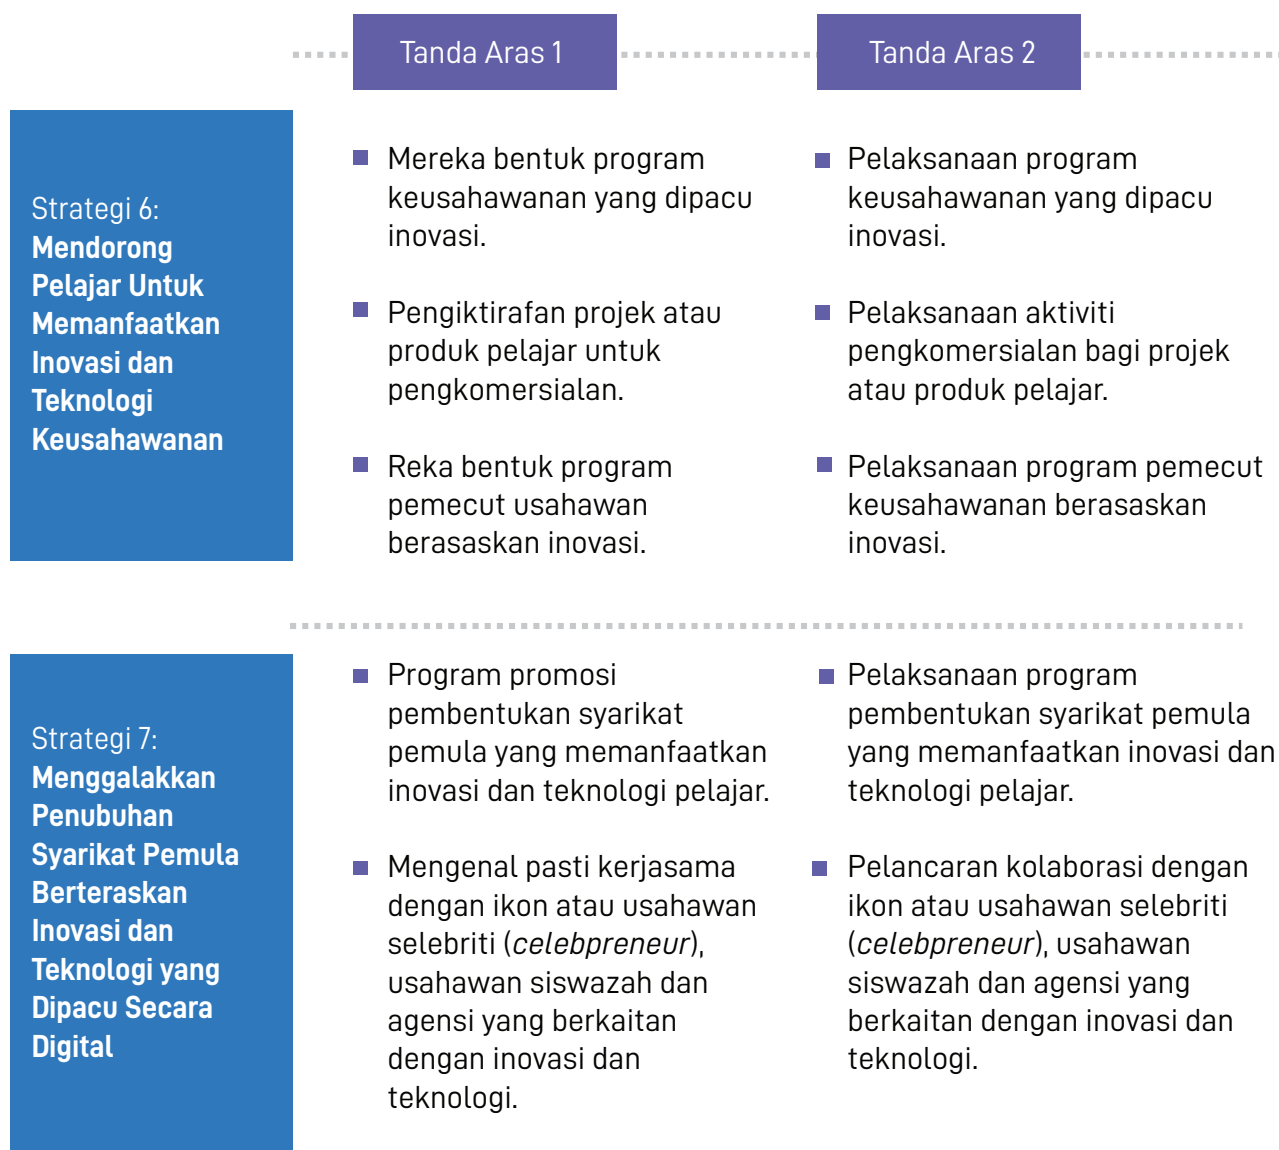 Tanda Aras 1
Tanda Aras 2
Strategi 6:
Mendorong
Pelajar Untuk
Memanfaatkan
Inovasi dan
Teknologi
Keusahawanan
Mereka bentuk program
keusahawanan yang dipacu
inovasi.
Pengiktirafan projek atau
produk pelajar untuk
pengkomersialan.
Reka bentuk program
pemecut usahawan
berasaskan inovasi.
Pelaksanaan program
keusahawanan yang dipacu
inovasi.
Pelaksanaan aktiviti
pengkomersialan bagi projek
atau produk pelajar.
Pelaksanaan program pemecut
keusahawanan berasaskan
inovasi.
Strategi 7:
Menggalakkan
Penubuhan
Syarikat Pemula
Berteraskan
Inovasi dan
Teknologi yang
Dipacu Secara
Digital
Program promosi
pembentukan syarikat
pemula yang memanfaatkan
inovasi dan teknologi pelajar.
Mengenal pasti kerjasama
dengan ikon atau usahawan
selebriti (celebpreneur),
usahawan siswazah dan
agensi yang berkaitan
dengan inovasi dan
teknologi.
Pelaksanaan program
pembentukan syarikat pemula
yang memanfaatkan inovasi dan
teknologi pelajar.
Pelancaran kolaborasi dengan
ikon atau usahawan selebriti
(celebpreneur), usahawan
siswazah dan agensi yang
berkaitan dengan inovasi dan
teknologi.